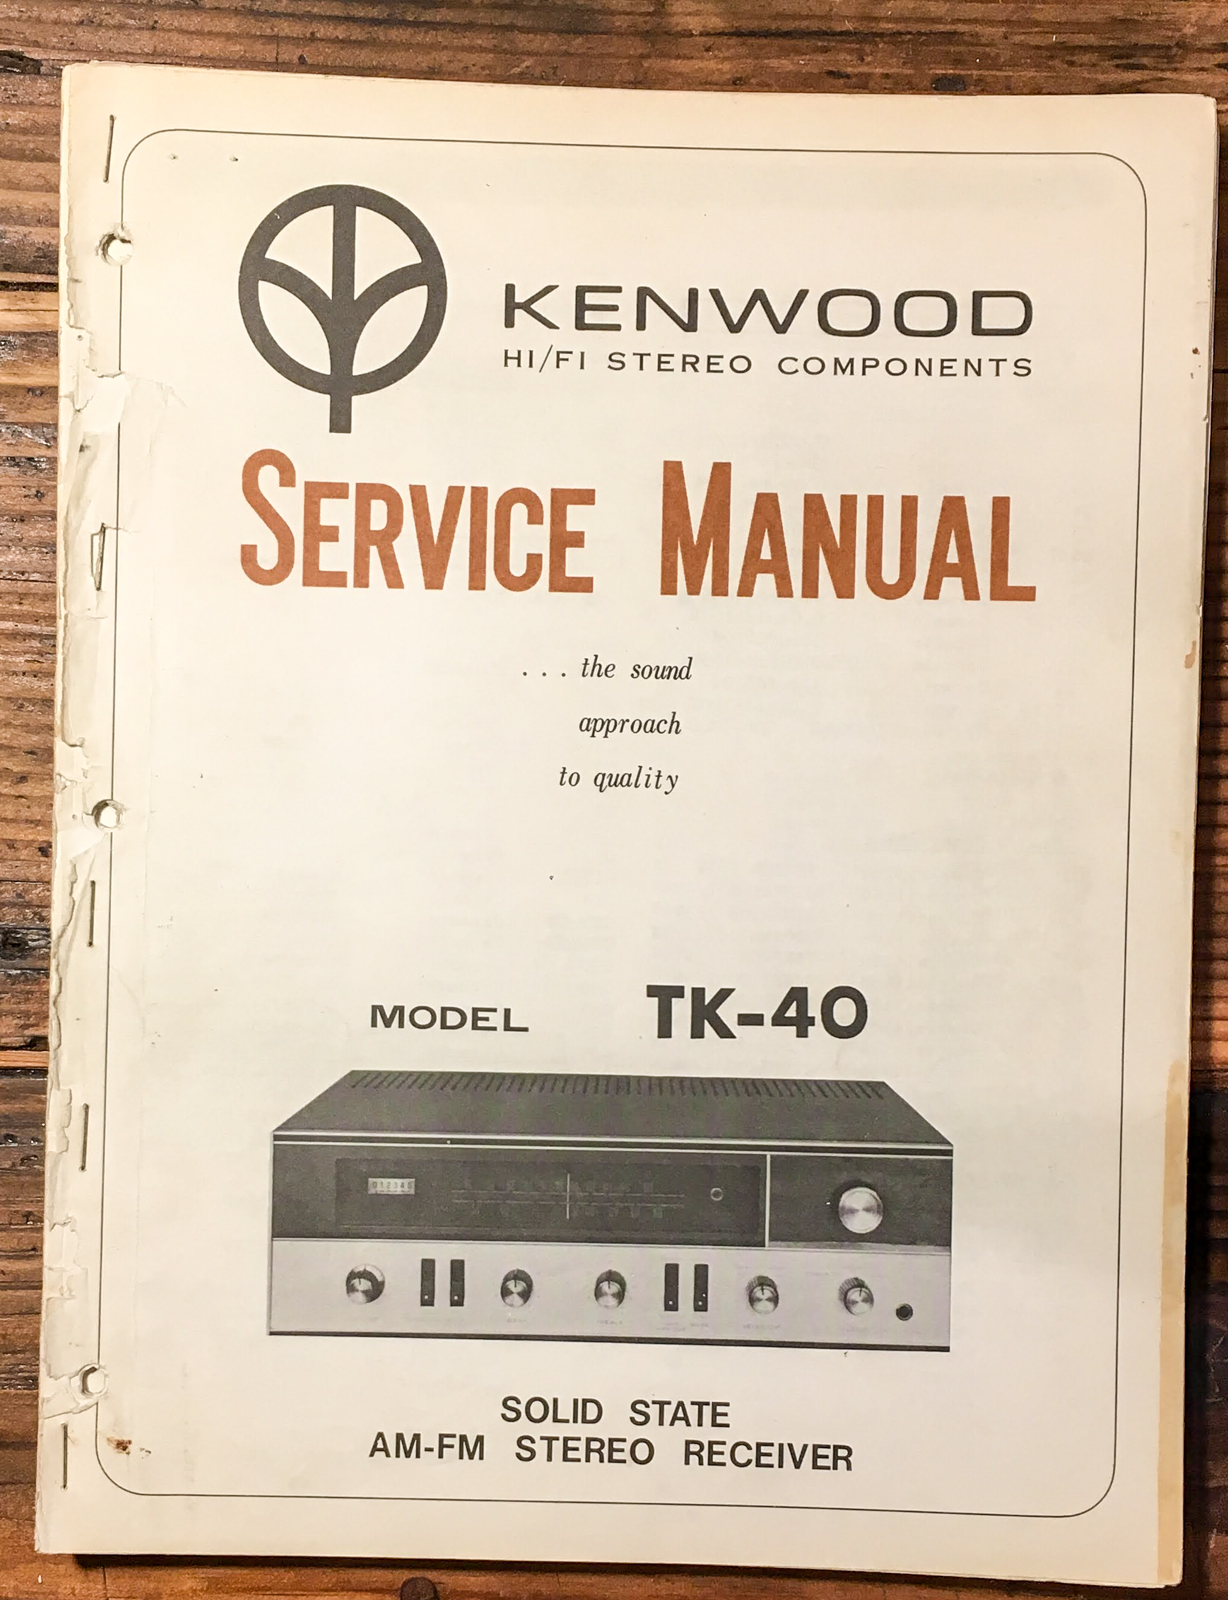 KENWOOD
HI/FI STEREO COMPONENTS
SERVICE MANUAL
... the sound
approach
to quality
MODEL TK-40
012345
SOLID STATE
AM-FM STEREO RECEIVER